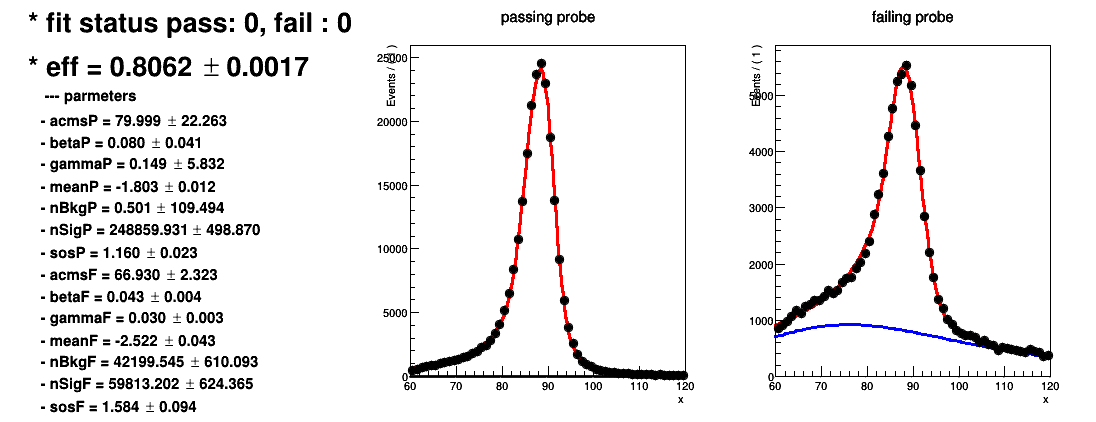 * fit status pass: 0, fail : 0
* eff = 0.8062 ± 0.0017
--- parmeters
- acmsP = 79.999 ± 22.263
- betaP = 0.080 ± 0.041
- gammaP = 0.149 ± 5.832
- meanP = -1.803 ± 0.012
- nBkgP = 0.501 ± 109.494
- nSigP = 248859.931 ± 498.870
- sosP = 1.160 ± 0.023
- acmsF = 66.930 ± 2.323
- betaF = 0.043 ± 0.004
- gammaF = 0.030 ± 0.003
- meanF = -2.522 ± 0.043
- nBkgF = 42199.545 ± 610.093
- nSigF = 59813.202 ± 624.365
- sosF = 1.584 ± 0.094
passing probe
Events / ( 1 )
25000
20000
15000
10000
5000
0
60 70 80 90 100 110 120
x
failing probe
Events / ( 1 )
5000
4000
3000
2000
1000
0
60 70 80 90 100 110 120
x